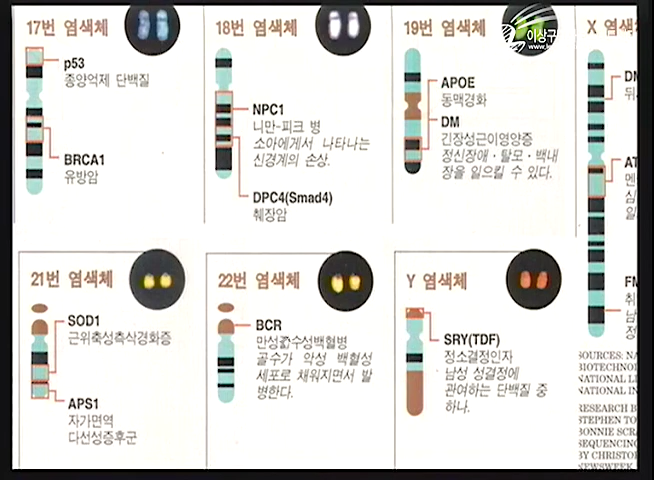 17번 염색체
p53
종양억제 단백질
BRCA1
유방암
18번 염색체
NPC1
니만-피크 병
소아에게서 나타나는
신경계의 손상.
DPC4(Smad4)
췌장암
19번 염색체
APOE
동맥경화
DM
긴장성근이영양증
정신장애·탈모·백내
장을 일으킬 수 있다.
이상구
X 염색
21번 염색체
SOD1
근위축성측삭경화증
APS1
자가면역
다선성증후군
22번 염색체
BCR
만성골수성백혈병
골수가 악성 백혈성
세포로 채워지면서 발
병한다.
Y 염색체
SRY(TDF)
정소결정인자
남성 성결정에
관여하는 단백질 중
하나.
SOURCES: NA
BIOTECHNOL
NATIONAL LI
NATIONAL IN
RESEARCH B
STEPHEN TO
BONNIE SCRA
SEQUENCING
BY CHRISTOP
NEWSWEEK